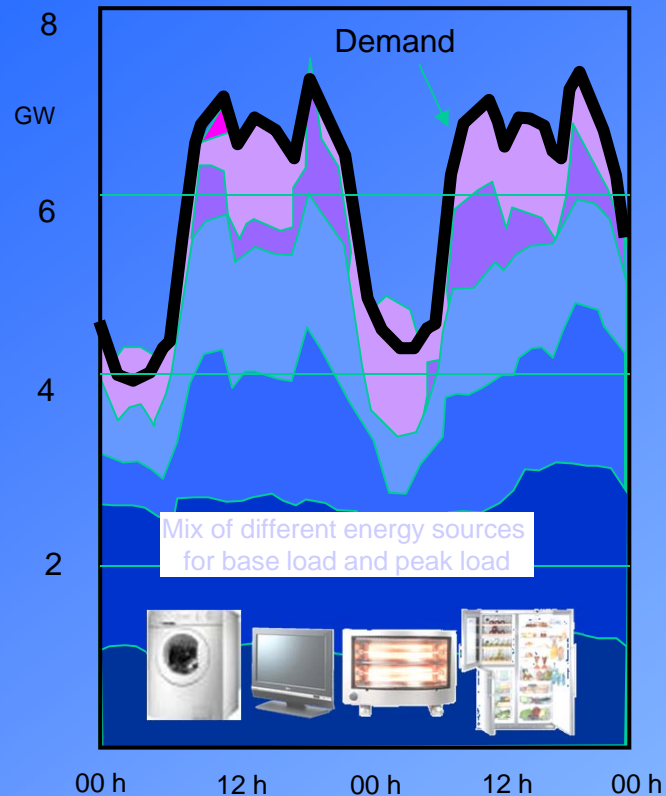 8
Demand
GW
6
4
Mix of different energy sources
for base load and peak load
2
00 h 12 h 00 h 12 h 00 h